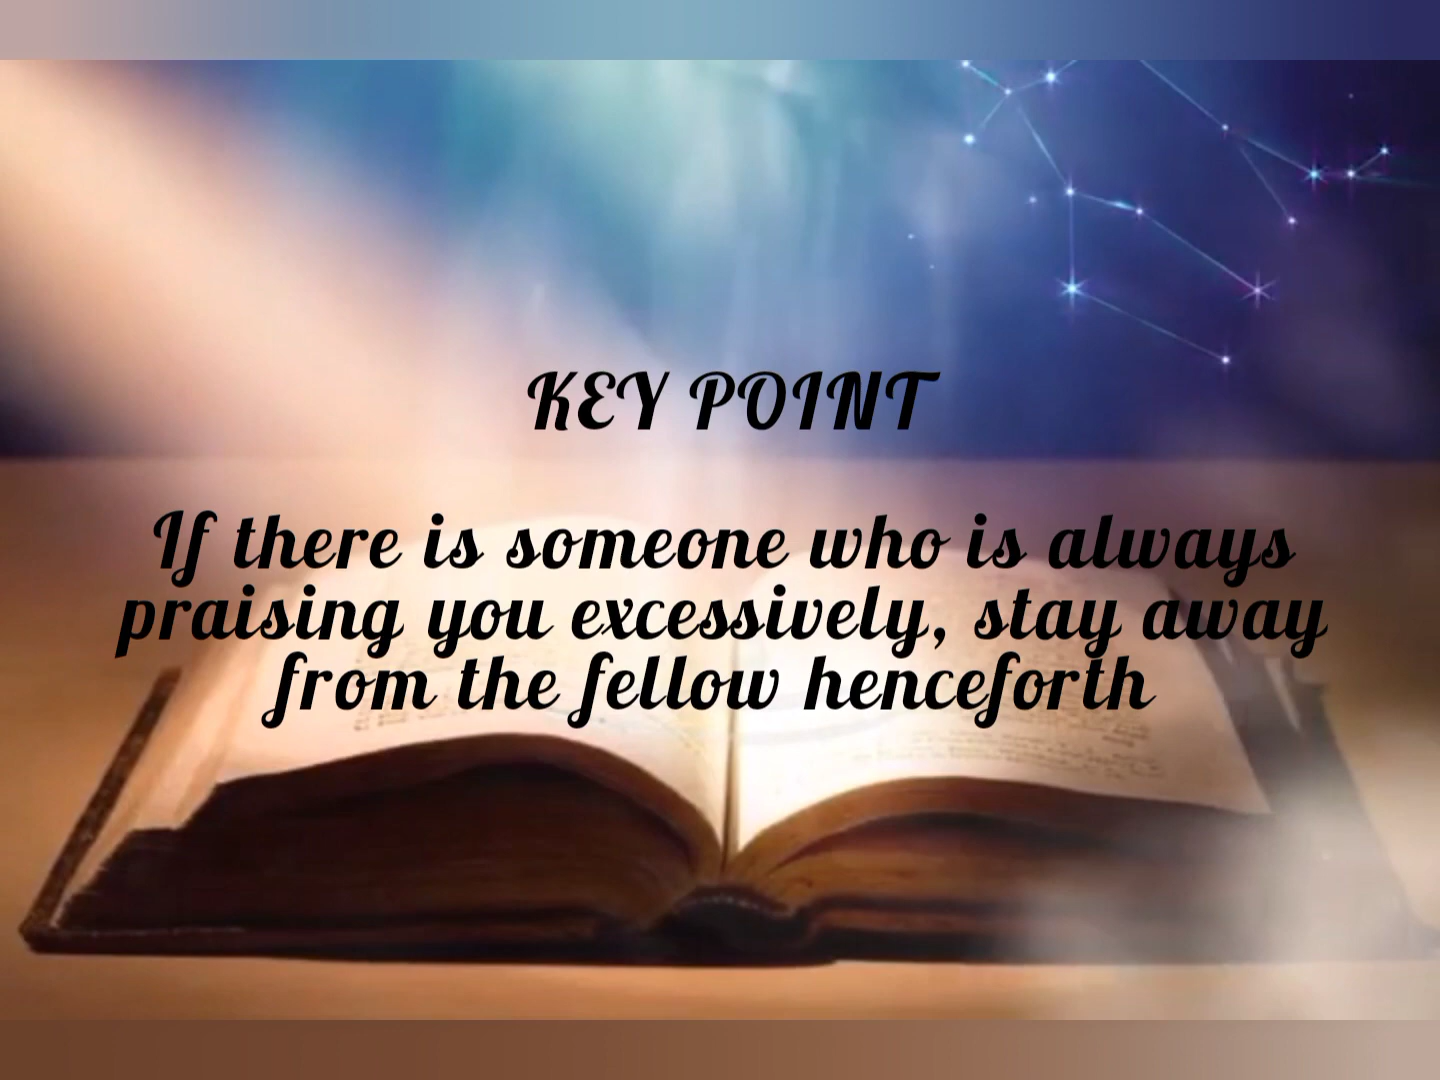 KEY POINT
If there is someone who is always
praising you excessively, stay away
from the fellow henceforth